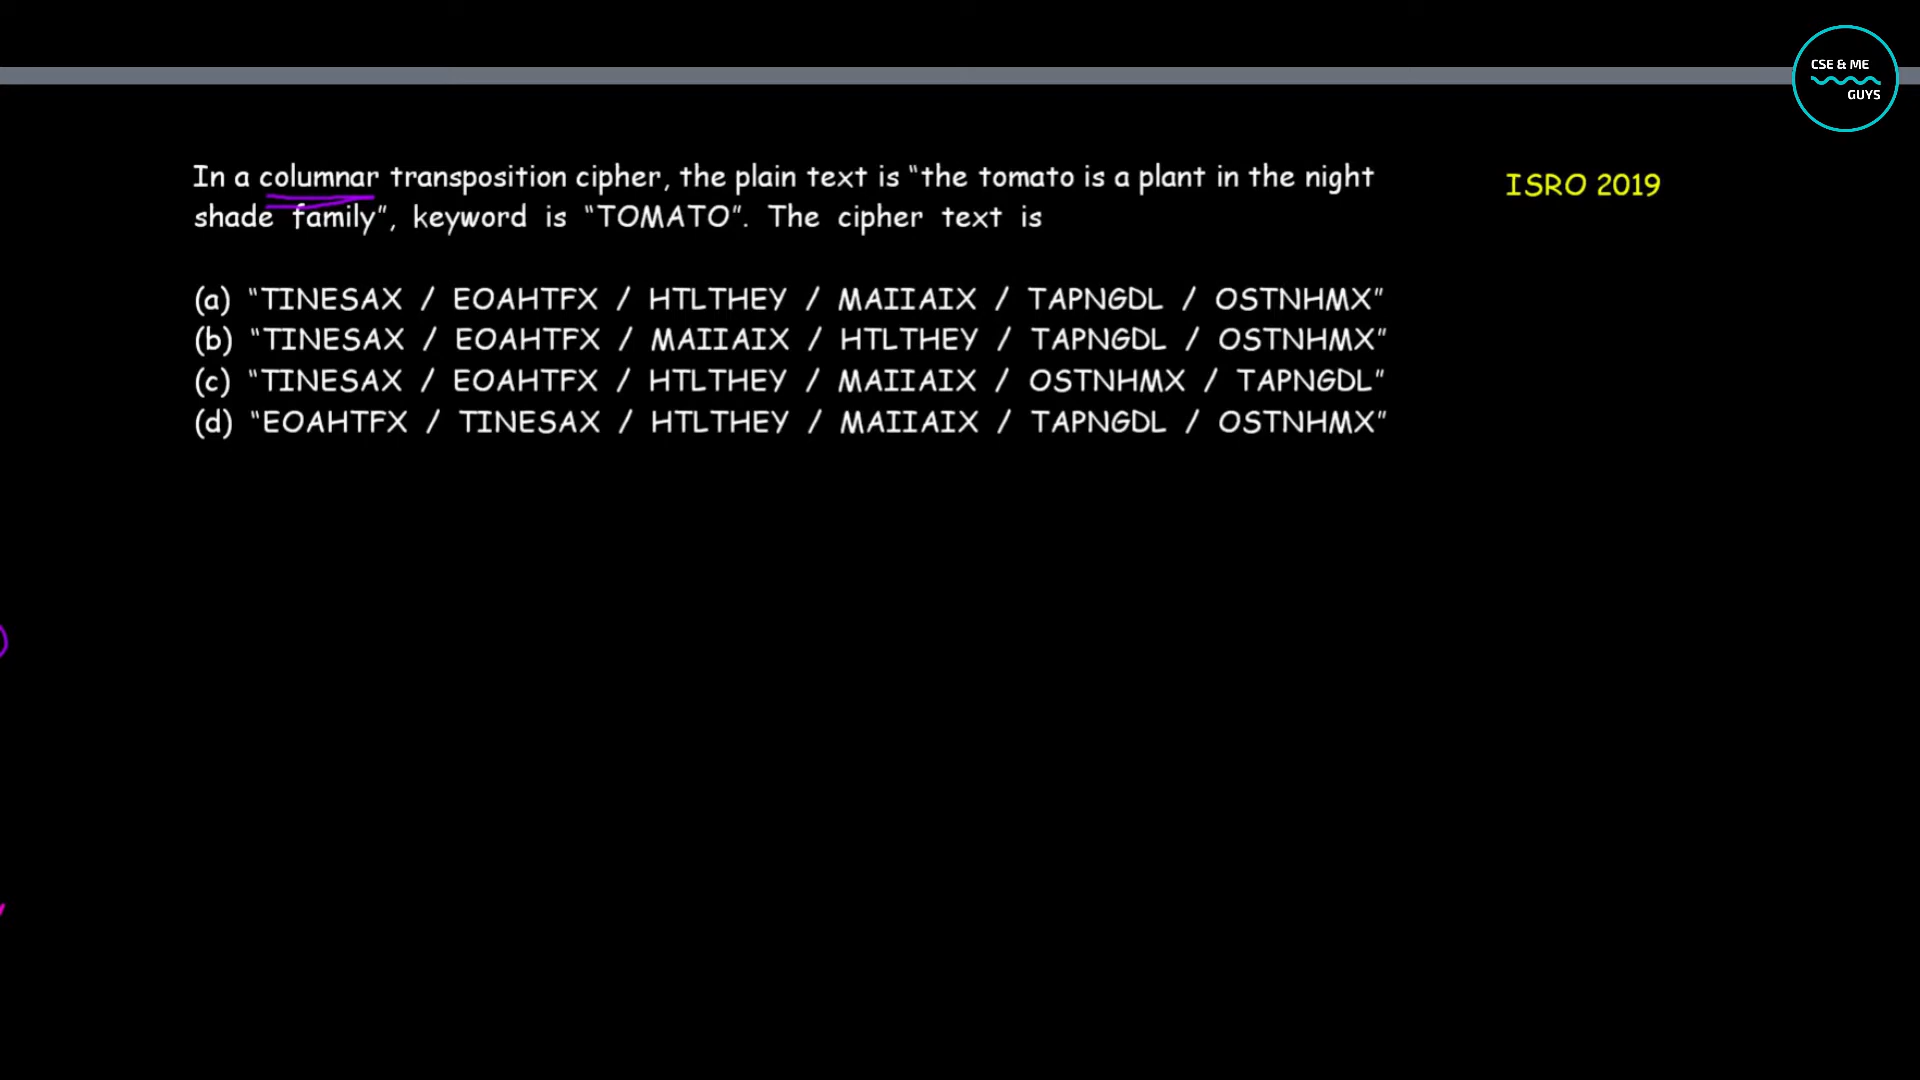 CSE & ME
GUYS
In a columnar transposition cipher, the plain text is “the tomato is a plant in the night
ISRO 2019
shade family”, keyword is “TOMATO”. The cipher text is
(a) “TINESAX / EOAHTFX / HTLTHEY / MAIIAIX / TAPNGDL / OSTNHMX”
(b) “TINESAX / EOAHTFX / MAIIAIX / HTLTHEY / TAPNGDL / OSTNHMX”
(c) “TINESAX / EOAHTFX / HTLTHEY / MAIIAIX / OSTNHMX / TAPNGDL”
(d) “EOAHTFX / TINESAX / HTLTHEY / MAIIAIX / TAPNGDL / OSTNHMX”